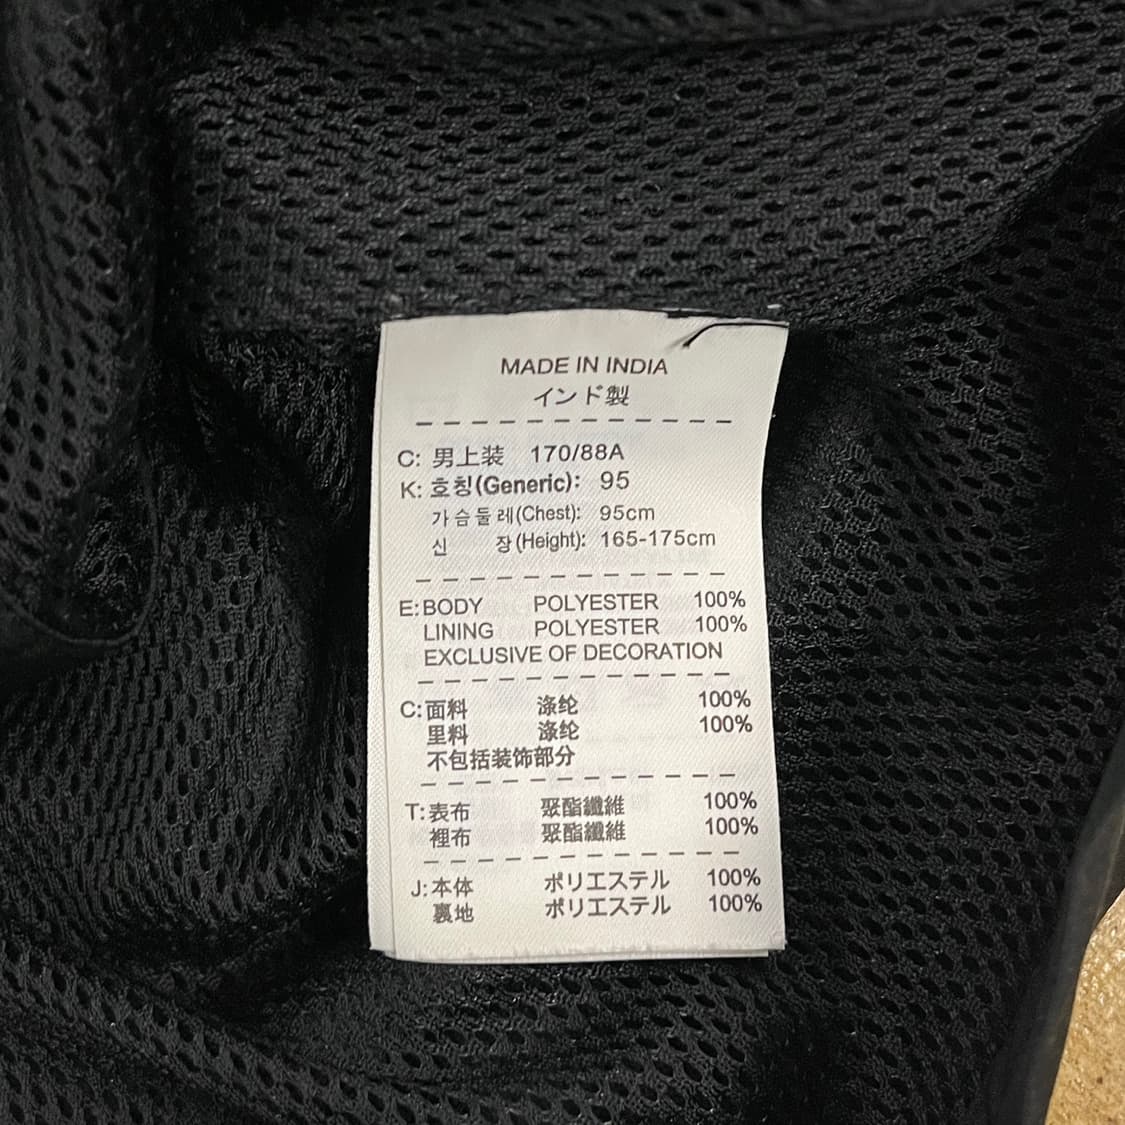 MADE IN INDIA
インド製
C: 男上装 170/88A
K: 호칭(Generic): 95
가슴둘레(Chest): 95cm
신 장(Height): 165-175cm
E: BODY POLYESTER 100%
LINING POLYESTER 100%
EXCLUSIVE OF DECORATION
C: 面料 涤纶 100%
里料 涤纶 100%
不包括装饰部分
T: 表布 聚酯纖維 100%
裡布 聚酯纖維 100%
J: 本体 ポリエステル 100%
裏地 ポリエステル 100%